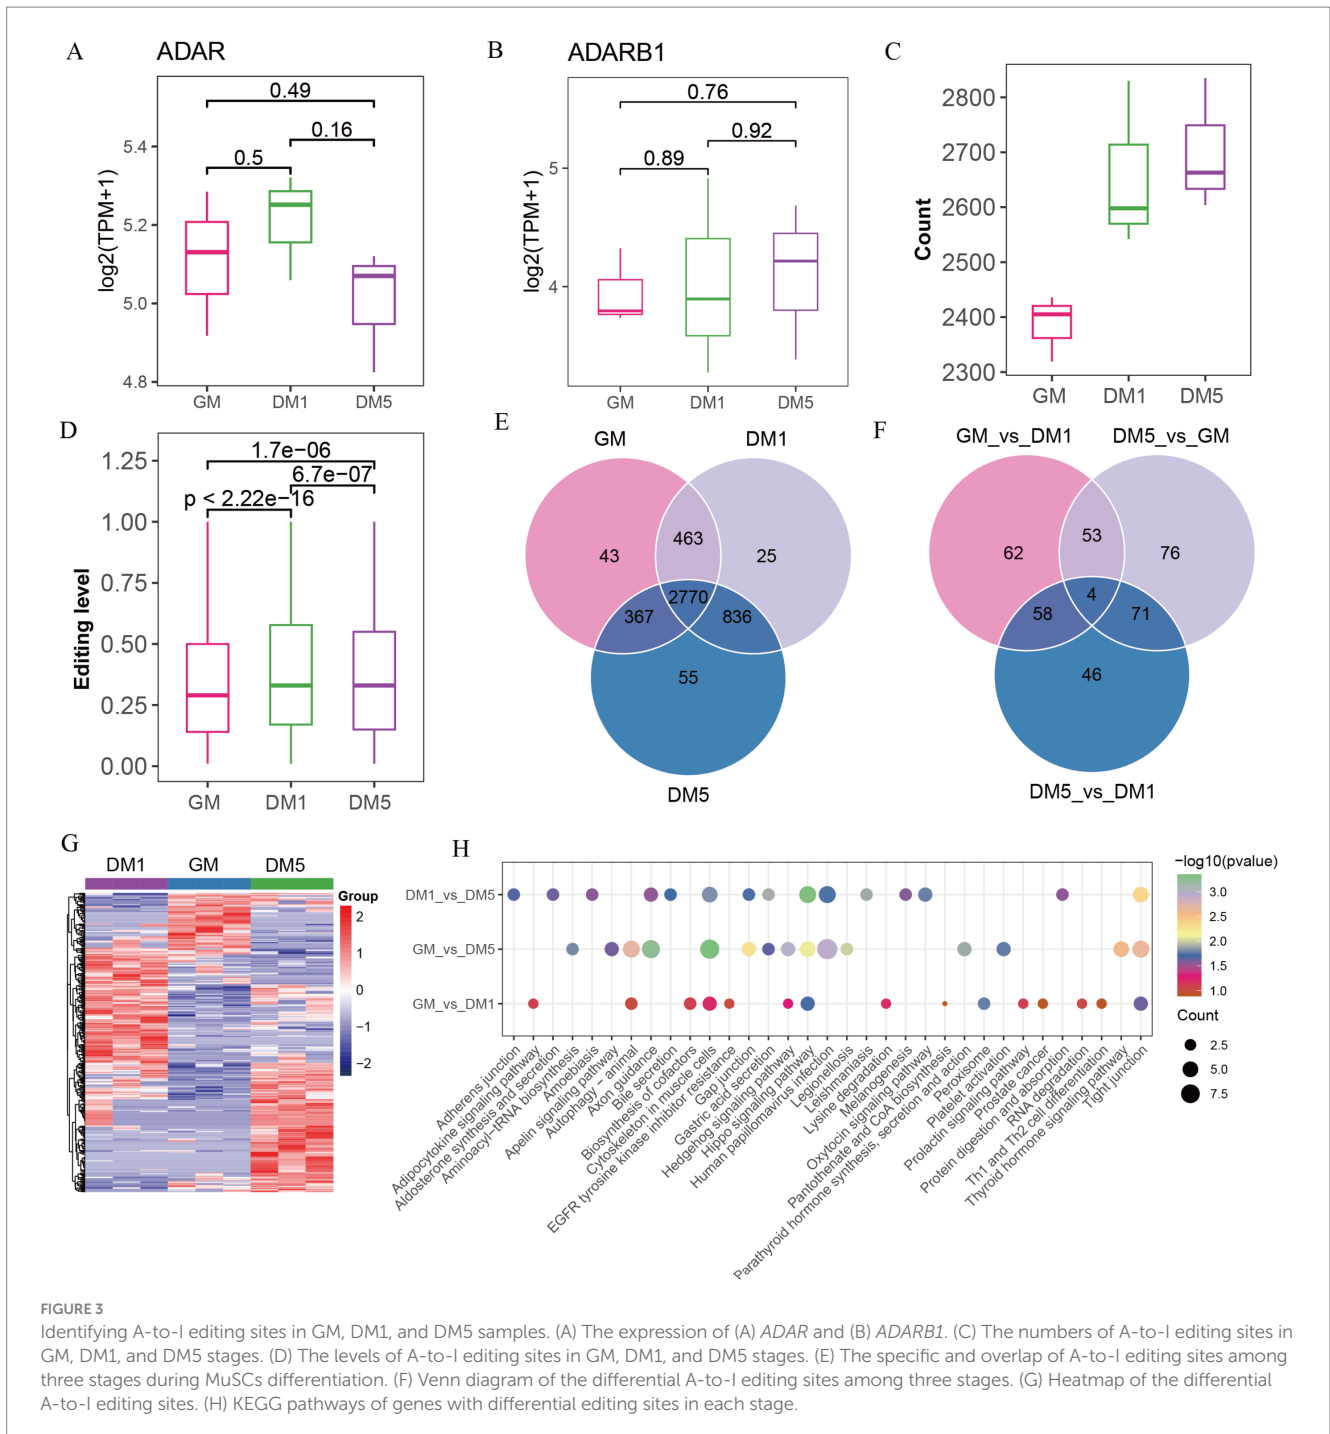 A
ADAR
log2(TPM+1)
5.4
5.2
5.0
4.8
0.49
0.16
0.5
GM
DM1
DM5
B
ADARB1
log2(TPM+1)
5
4
0.76
0.92
0.89
GM
DM1
DM5
C
Count
2800
2700
2600
2500
2400
2300
GM
DM1
DM5
D
Editing level
1.25
1.00
0.75
0.50
0.25
0.00
1.7e−06
6.7e−07
p < 2.22e−16
GM
DM1
DM5
E
GM
DM1
43
463
25
2770
367
836
55
DM5
F
GM_vs_DM1
DM5_vs_GM
62
53
76
4
58
71
46
DM5_vs_DM1
G
DM1
GM
DM5
Group
2
1
0
−1
−2
H
DM1_vs_DM5
GM_vs_DM5
GM_vs_DM1
Adherens junction
Adipocytokine signaling pathway
Aldosterone synthesis and secretion
Aminoacyl−tRNA biosynthesis
Amoebiasis
Apelin signaling pathway
Autophagy − animal
Axon guidance
Bile secretion
Biosynthesis of cofactors
Cytoskeleton in muscle cells
EGFR tyrosine kinase inhibitor resistance
Gap junction
Gastric acid secretion
Hedgehog signaling pathway
Hippo signaling pathway
Human papillomavirus infection
Legionellosis
Leishmaniasis
Lysine degradation
Melanogenesis
Oxytocin signaling pathway
Pantothenate and CoA biosynthesis
Parathyroid hormone synthesis, secretion and action
Peroxisome
Platelet activation
Prolactin signaling pathway
Prostate cancer
Protein digestion and absorption
RNA degradation
Th1 and Th2 cell differentiation
Thyroid hormone signaling pathway
Tight junction
−log10(pvalue)
3.0
2.5
2.0
1.5
1.0
Count
2.5
5.0
7.5
FIGURE 3
Identifying A-to-I editing sites in GM, DM1, and DM5 samples. (A) The expression of (A) ADAR and (B) ADARB1. (C) The numbers of A-to-I editing sites in
GM, DM1, and DM5 stages. (D) The levels of A-to-I editing sites in GM, DM1, and DM5 stages. (E) The specific and overlap of A-to-I editing sites among
three stages during MuSCs differentiation. (F) Venn diagram of the differential A-to-I editing sites among three stages. (G) Heatmap of the differential
A-to-I editing sites. (H) KEGG pathways of genes with differential editing sites in each stage.